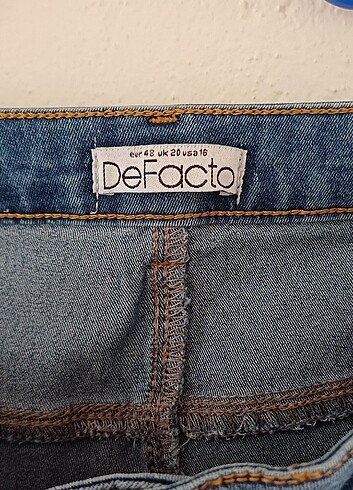 eur 48 uk 20 usa 16
DeFacto